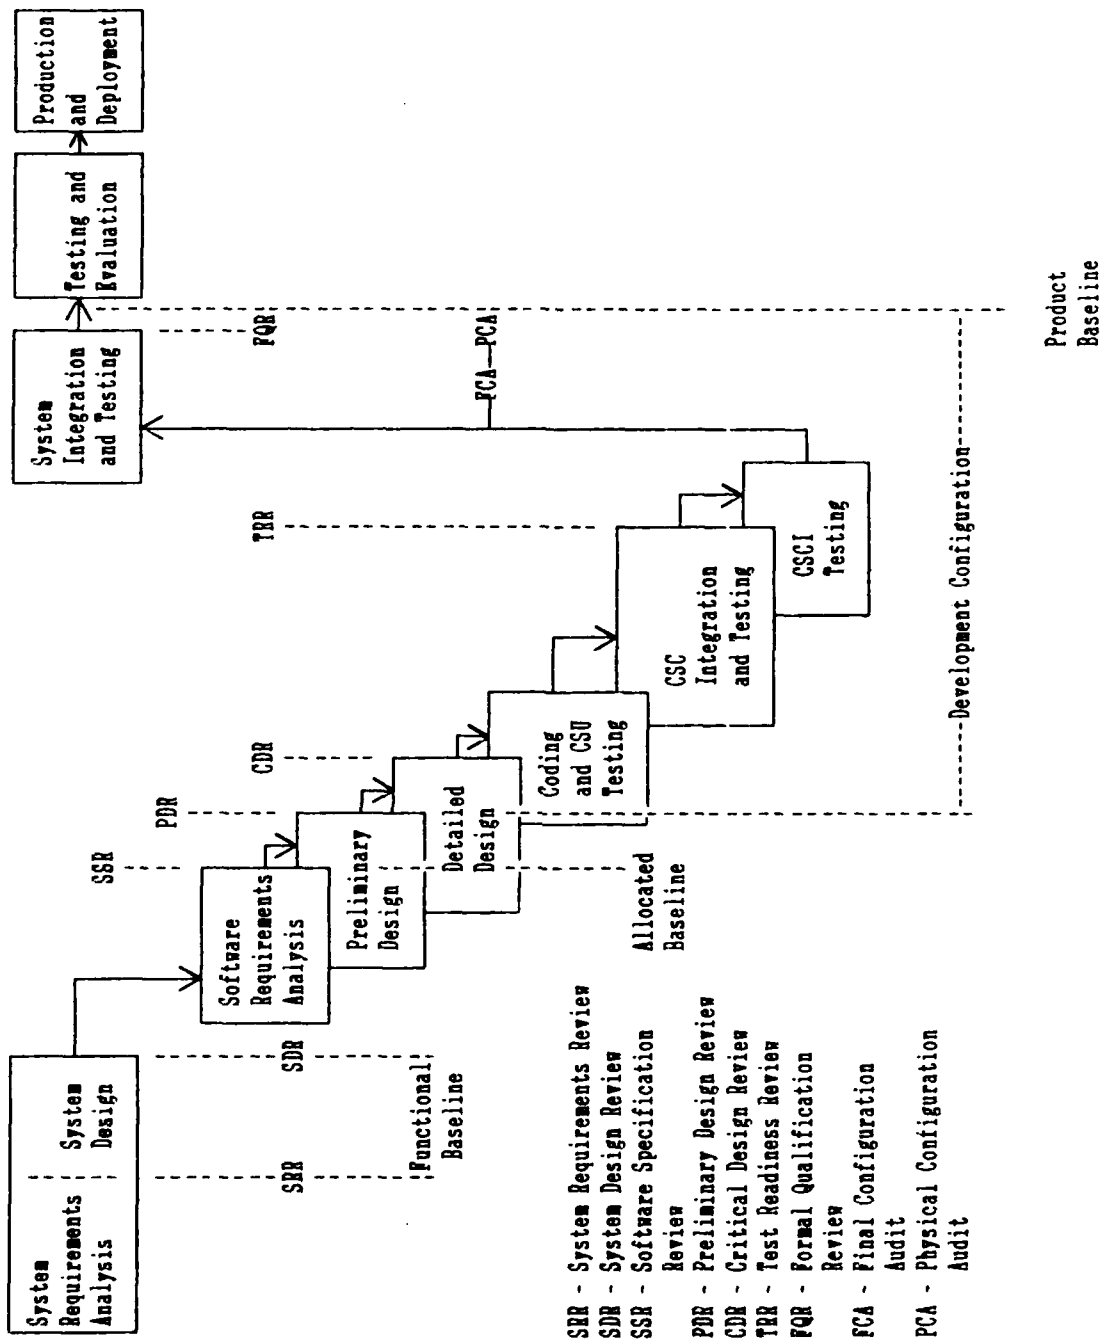 System
Requirements
Analysis
System
Design
Software
Requirements
Analysis
Preliminary
Design
Detailed
Design
Coding
and CSU
Testing
CSC
Integration
and Testing
CSCI
Testing
System
Integration
and Testing
Testing and
Evaluation
Production
and
Deployment
SRR
SDR
SSR
PDR
CDR
TRR
FQR
FCA--PCA
Functional
Baseline
Allocated
Baseline
Development Configuration
Product
Baseline
SRR - System Requirements Review
SDR - System Design Review
SSR - Software Specification
Review
PDR - Preliminary Design Review
CDR - Critical Design Review
TRR - Test Readiness Review
FQR - Formal Qualification
Review
FCA - Final Configuration
Audit
PCA - Physical Configuration
Audit